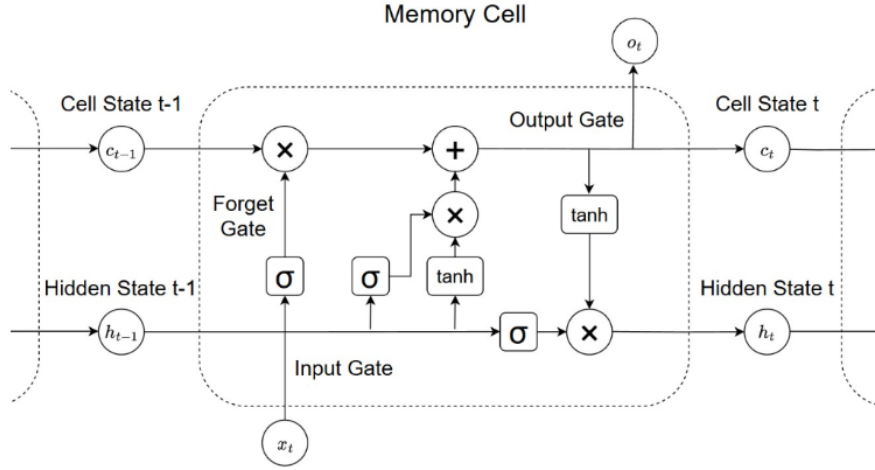 Memory Cell
o_t
Cell State t-1
Output Gate
Cell State t
c_{t-1}
×
+
c_t
Forget
Gate
×
tanh
σ
σ
tanh
Hidden State t-1
Hidden State t
h_{t-1}
σ
×
h_t
Input Gate
x_t